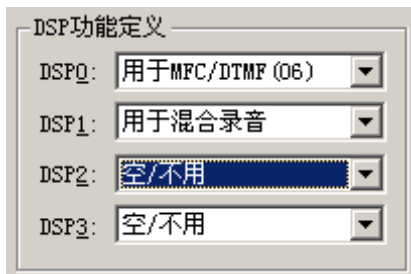 DSP功能定义
DSP0: 用于MFC/DTMF(06)
DSP1: 用于混合录音
DSP2: 空/不用
DSP3: 空/不用